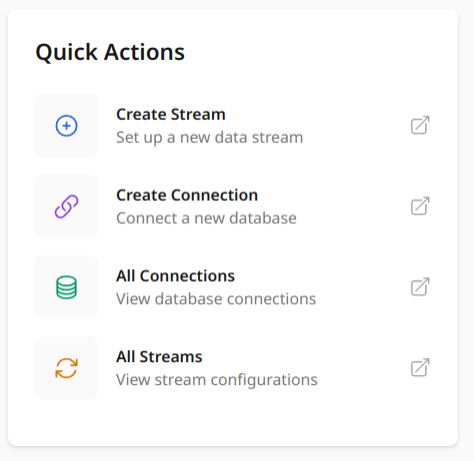 Quick Actions
Create Stream
Set up a new data stream
Create Connection
Connect a new database
All Connections
View database connections
All Streams
View stream configurations